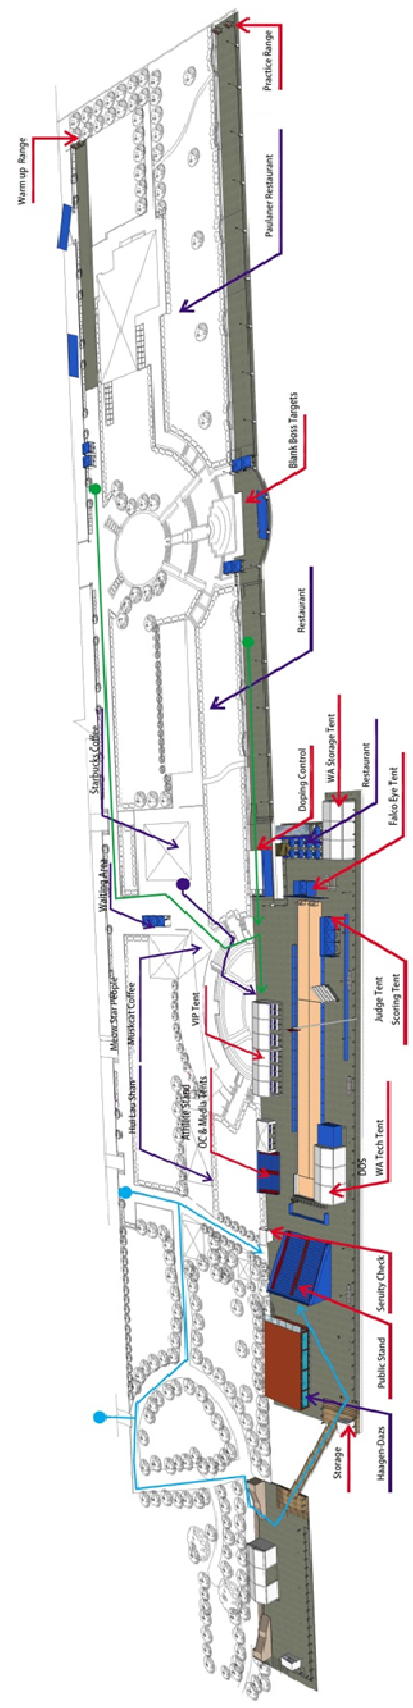 Practice Range
Warm up Range
Paulaner Restaurant
Blank Boss Targets
Restaurant
Starbucks Coffee
WA Storage Tent
Restaurant
Doping Control
Falco Eye Tent
Waiting Area
Meow Star People
Muskcat Coffee
VIP Tent
Judge Tent
Scoring Tent
Hui Lau Shan
Athlete Stand
OC & Media Tents
DOS
WA Tech Tent
Seruity Check
Public Stand
Storage
Haagen-Dazs